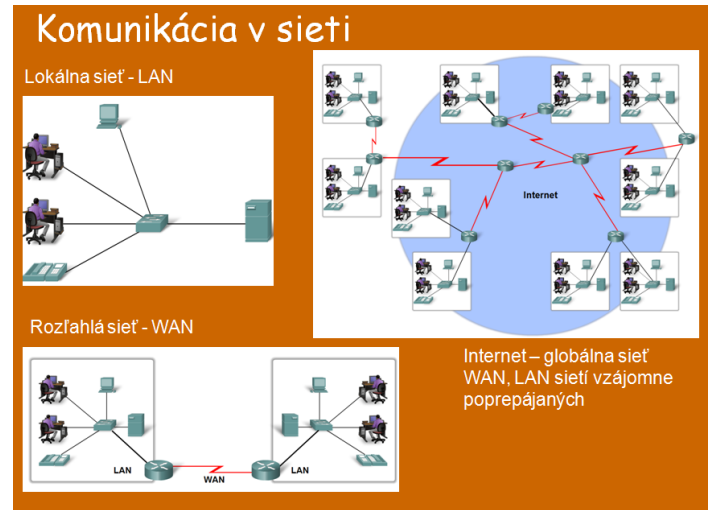 Komunikácia v sieti
Lokálna sieť - LAN
Internet
Rozľahlá sieť - WAN
LAN
WAN
LAN
Internet – globálna sieť
WAN, LAN sietí vzájomne
poprepájaných